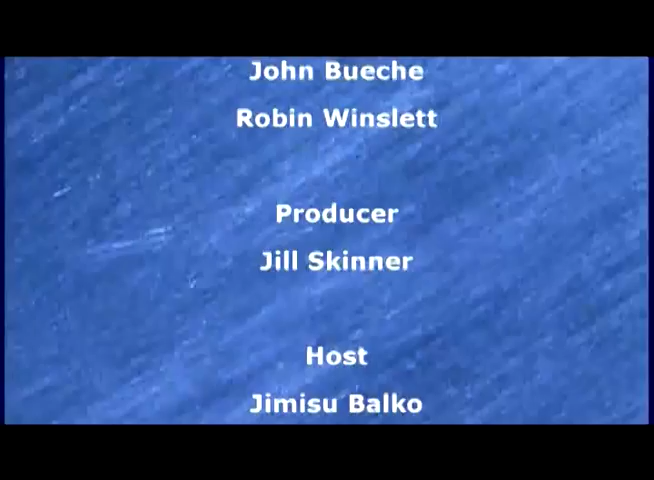 John Bueche
Robin Winslett
Producer
Jill Skinner
Host
Jimisu Balko